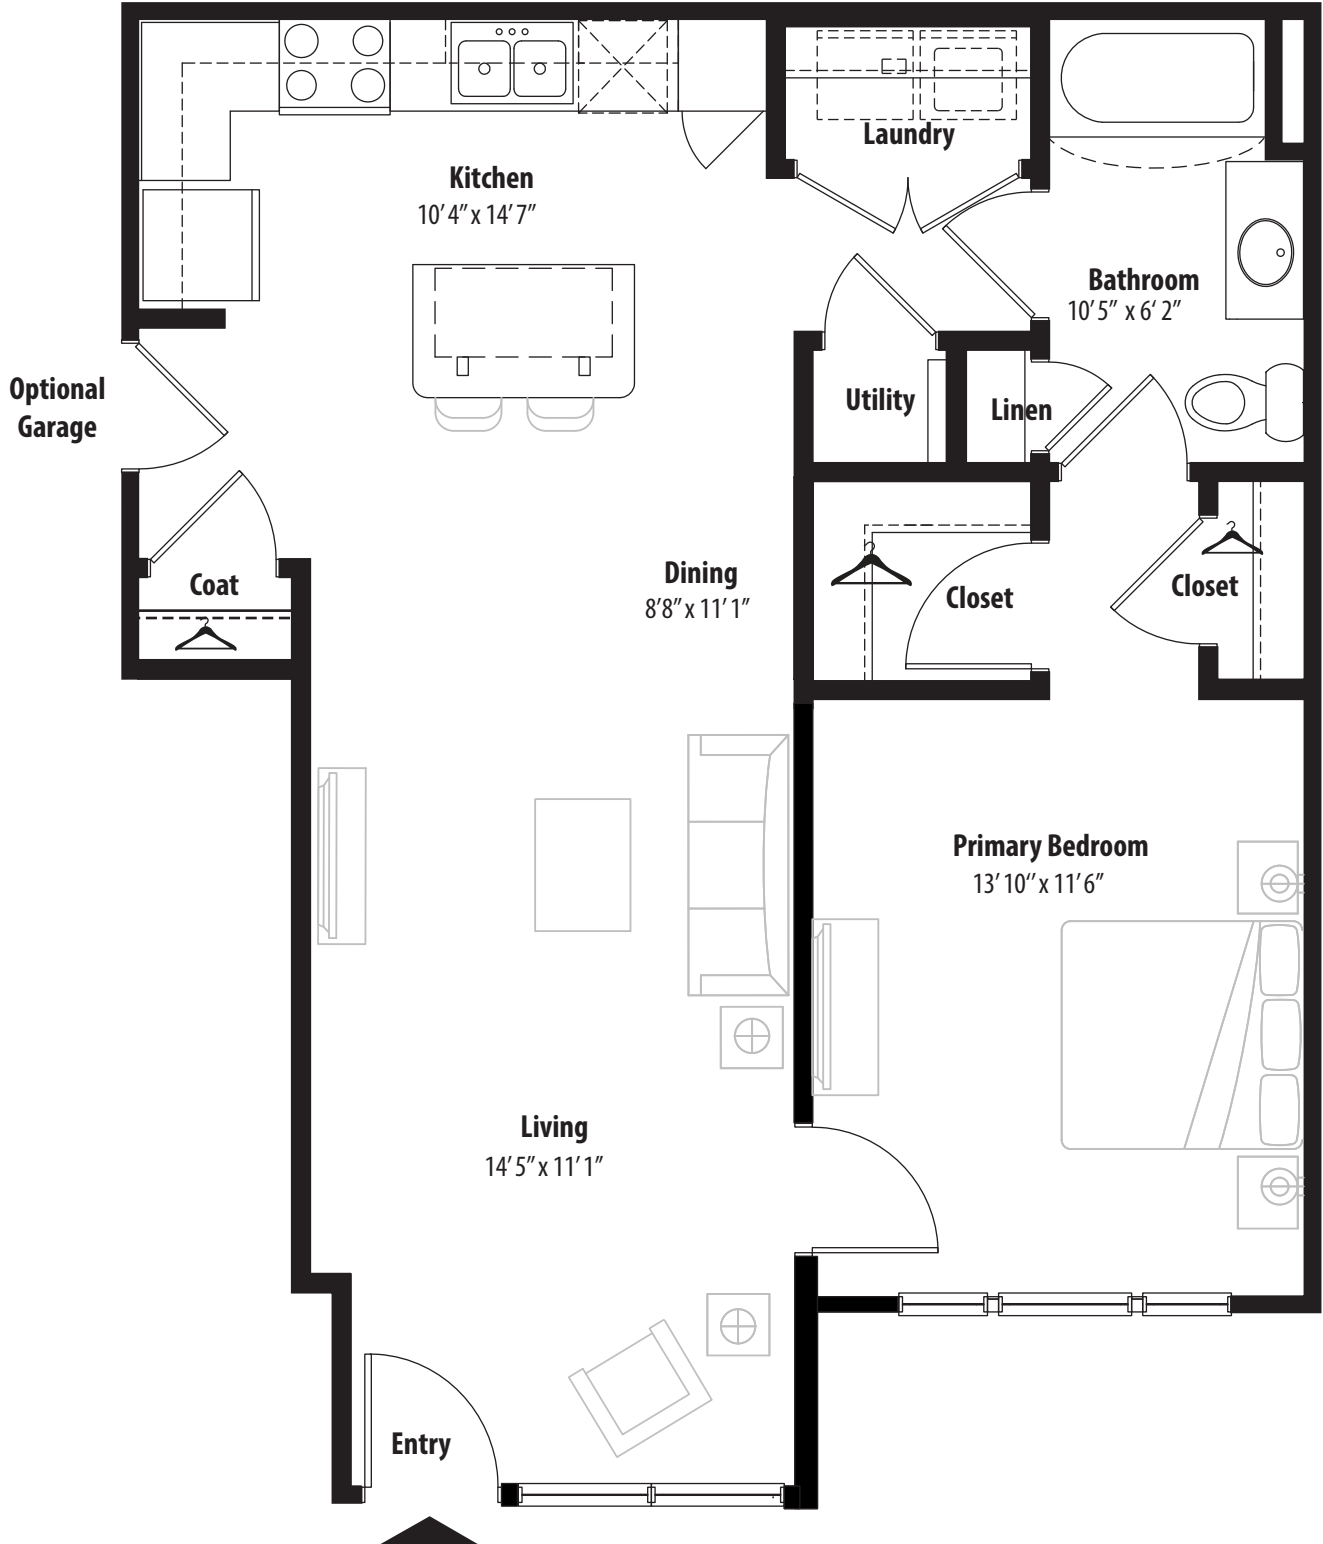 Laundry
Kitchen
10’ 4” x 14’ 7”
Bathroom
10’ 5” x 6‘ 2”
Optional
Garage
Utility
Linen
Coat
Dining
8’8” x 11’ 1”
Closet
Closet
Primary Bedroom
13’ 10’’ x 11’ 6”
Living
14’ 5” x 11’ 1”
Entry